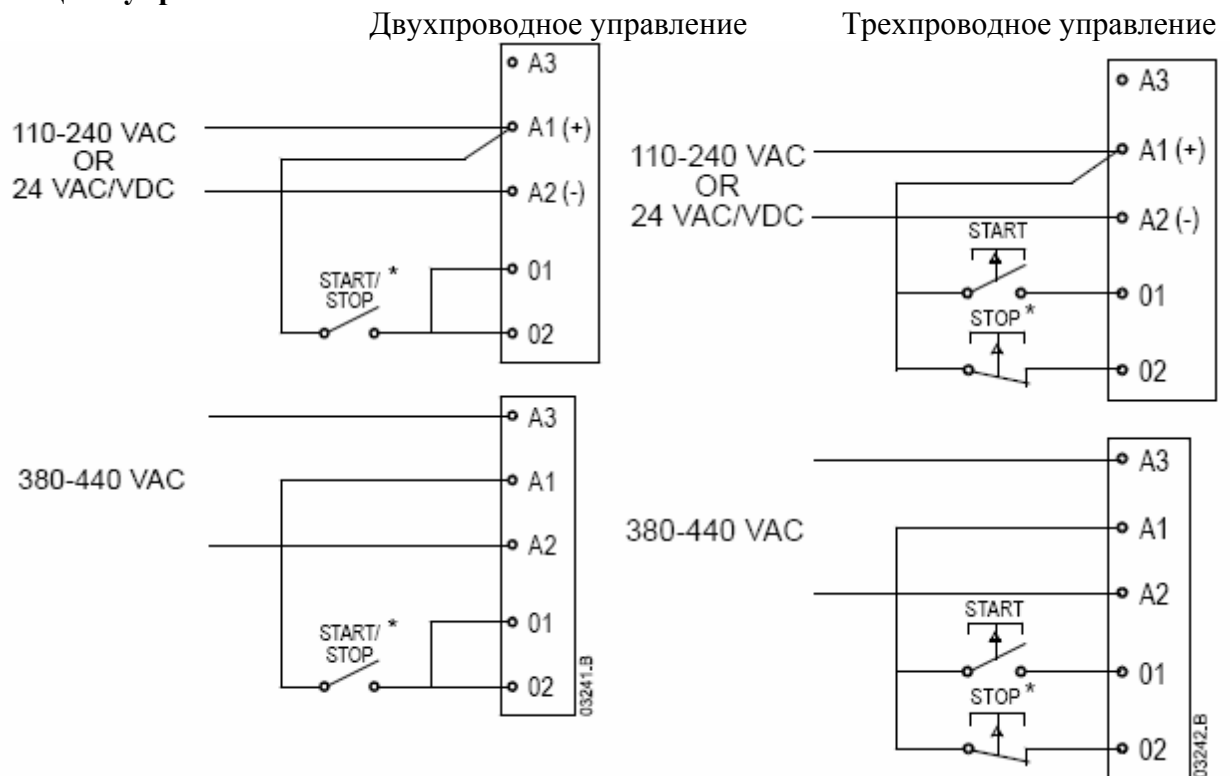 Двухпроводное управление
Трехпроводное управление
A3
110-240 VAC
OR
24 VAC/VDC
A1 (+)
A2 (-)
START/ *
STOP
01
02
A3
110-240 VAC
OR
24 VAC/VDC
A1 (+)
A2 (-)
START
01
STOP *
02
A3
380-440 VAC
A1
A2
START/ *
STOP
01
02
03241.B
A3
380-440 VAC
A1
A2
START
01
STOP *
02
03242.B